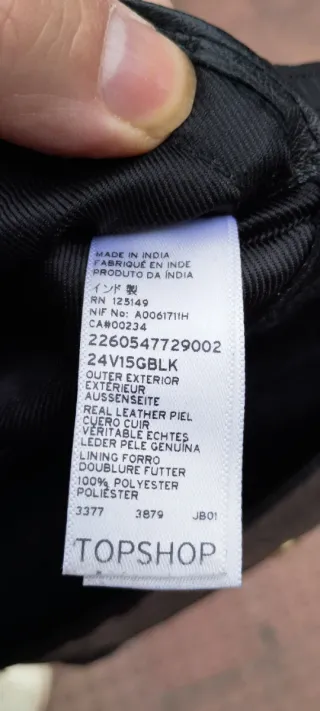 MADE IN INDIA
FABRIQUÉ EN INDE
PRODUTO DA ÍNDIA
インド 製
RN 125149
NIF No: A0061711H
CA#00234
2260547729002
24V15GBLK
OUTER EXTERIOR
EXTÉRIEUR
AUSSENSEITE
REAL LEATHER PIEL
CUERO CUIR
VÉRITABLE ECHTES
LEDER PELE GENUÍNA
LINING FORRO
DOUBLURE FUTTER
100% POLYESTER
POLIÉSTER
3377 3879 JB01
TOPSHOP